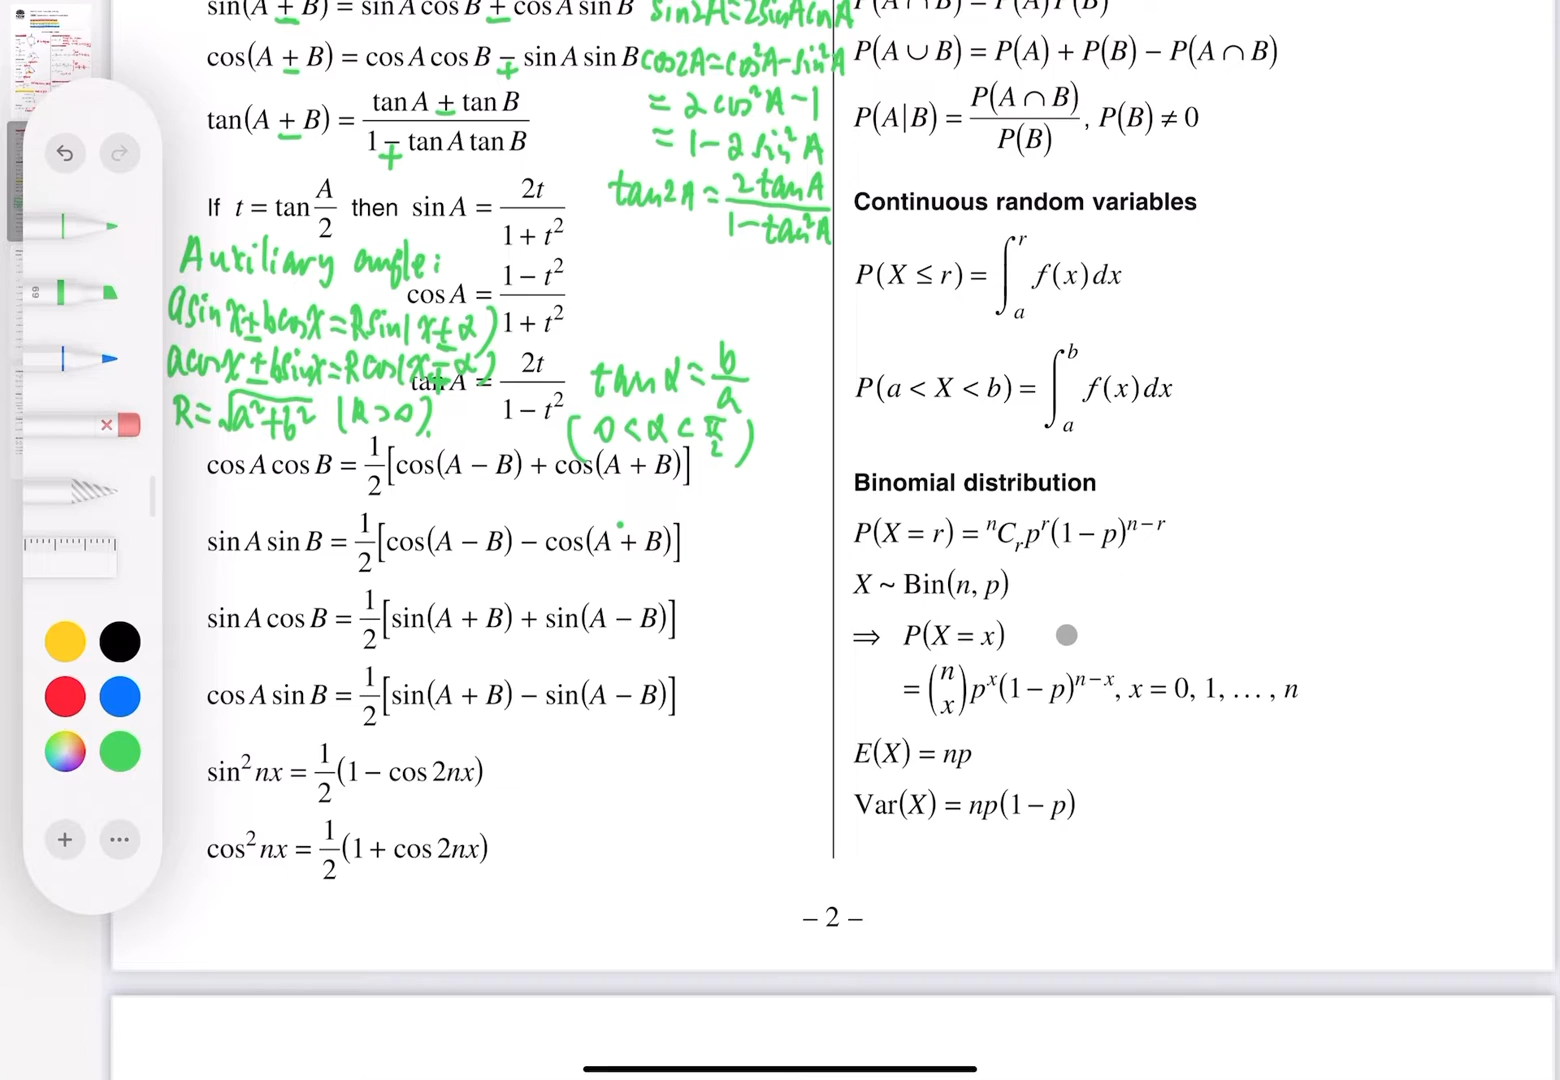 sin(A ± B) = sin A cos B ± cos A sin B
sin2A = 2sinAcosA
cos(A ± B) = cos A cos B ∓ sin A sin B
cos2A = cos²A - sin²A
= 2cos²A - 1
= 1 - 2sin²A
tan(A ± B) = (tan A ± tan B) / (1 ∓ tan A tan B)
tan2A = 2tanA / (1 - tan²A)
If t = tan A/2 then sin A = 2t / (1 + t²)
cos A = (1 − t²) / (1 + t²)
tan A = 2t / (1 − t²)
Auxiliary angle:
asinx ± bcosx = Rsin(x ± α)
acosx ± bsinx = Rcos(x ∓ α)
R = √(a² + b²) (R > 0)
tanα = b/a
(0 < α < π/2)
cos A cos B = 1/2 [cos(A − B) + cos(A + B)]
sin A sin B = 1/2 [cos(A − B) − cos(A + B)]
sin A cos B = 1/2 [sin(A + B) + sin(A − B)]
cos A sin B = 1/2 [sin(A + B) − sin(A − B)]
sin² nx = 1/2 (1 − cos 2nx)
cos² nx = 1/2 (1 + cos 2nx)
P(A ∩ B) = P(A)P(B)
P(A ∪ B) = P(A) + P(B) − P(A ∩ B)
P(A|B) = P(A ∩ B) / P(B), P(B) ≠ 0
Continuous random variables
P(X ≤ r) = ∫ₐʳ f(x) dx
P(a < X < b) = ∫ₐᵇ f(x) dx
Binomial distribution
P(X = r) = ⁿCᵣ pʳ(1 − p)ⁿ⁻ʳ
X ~ Bin(n, p)
⇒ P(X = x)
= (n x) pˣ(1 − p)ⁿ⁻ˣ, x = 0, 1, … , n
E(X) = np
Var(X) = np(1 − p)
– 2 –
69